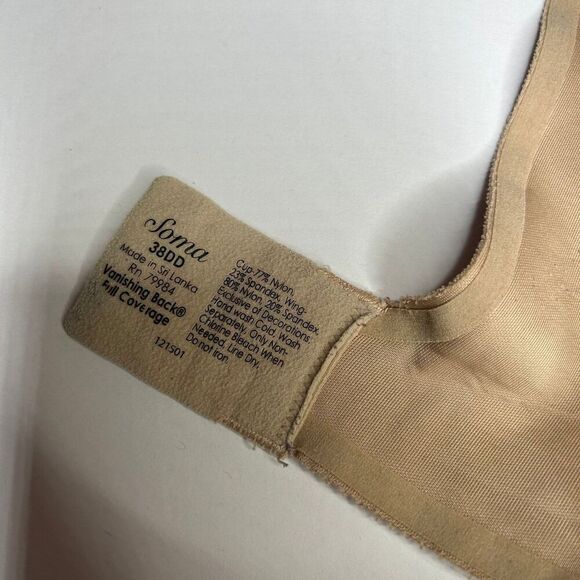 Soma
38DD
Made in Sri Lanka
Rn 79984
Vanishing Back®
Full Coverage
121501
Cup-77% Nylon,
23% Spandex, Wing-
80% Nylon, 20% Spandex,
Exclusive of Decorations
Hand wash Cold, Wash
Separately, Only Non-
Chlorine Bleach When
Needed, Line Dry,
Do not Iron.